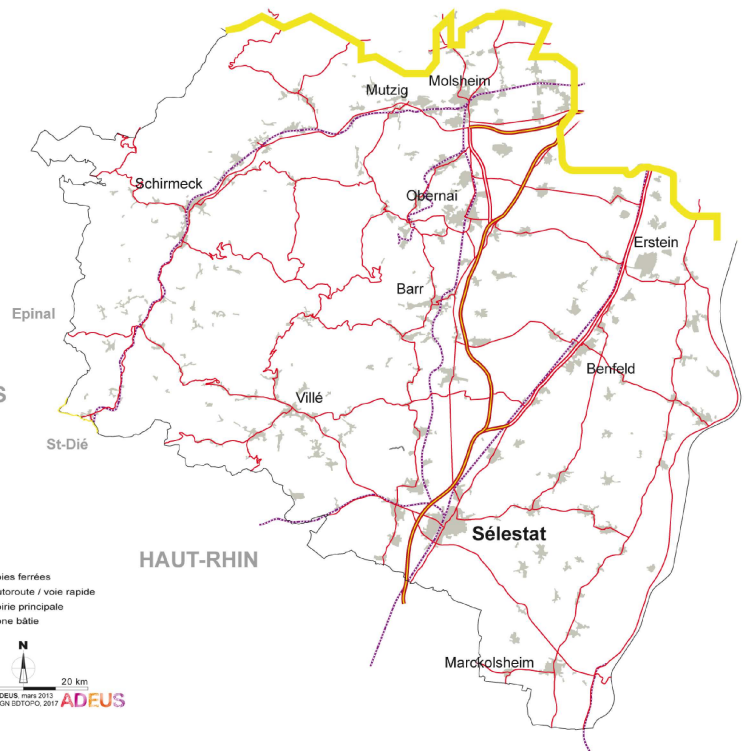 Mutzig
Molsheim
Schirmeck
Obernai
Erstein
Barr
Epinal
Benfeld
Villé
S
St-Dié
Sélestat
HAUT-RHIN
oies ferrées
utoroute / voie rapide
oirie principale
one bâtie
N
20 km
Marckolsheim
DEUS, mars 2013
GN BDTOPO, 2017
ADEUS